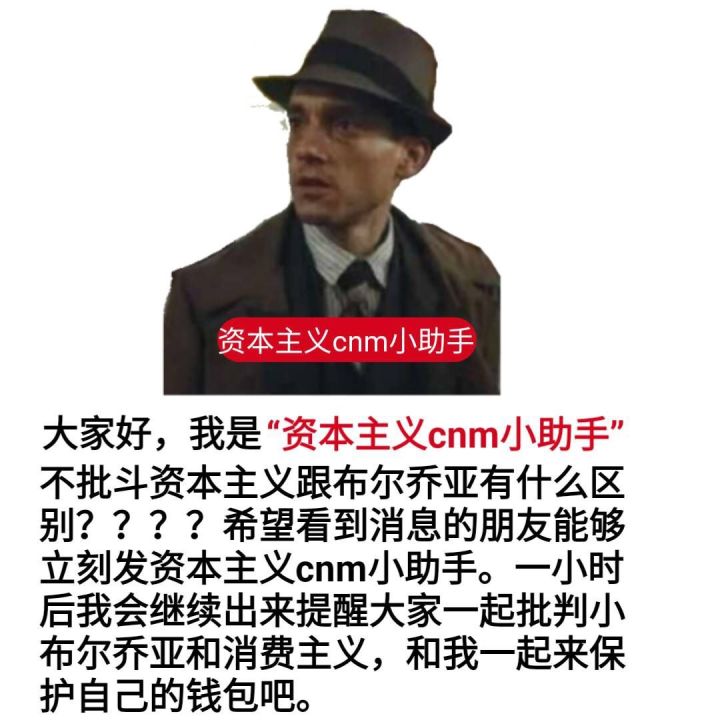 资本主义cnm小助手
大家好，我是“资本主义cnm小助手”
不批斗资本主义跟布尔乔亚有什么区
别？？？？希望看到消息的朋友能够
立刻发资本主义cnm小助手。一小时
后我会继续出来提醒大家一起批判小
布尔乔亚和消费主义，和我一起来保
护自己的钱包吧。